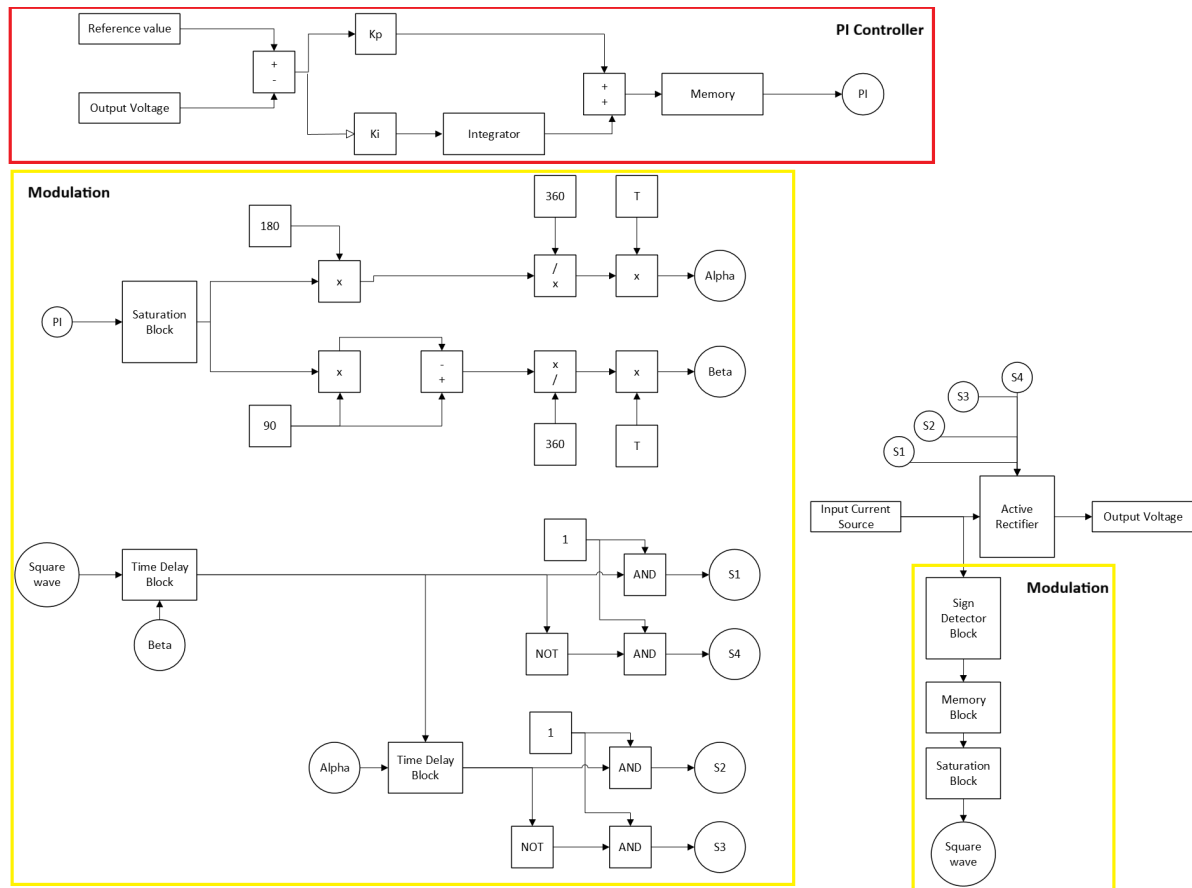 Reference value
Kp
PI Controller
+
-
+
+
Memory
PI
Output Voltage
Ki
Integrator
Modulation
360
T
180
x
/
x
x
Alpha
PI
Saturation
Block
x
-
+
x
/
x
Beta
90
360
T
S4
S3
S2
S1
Input Current
Source
Active
Rectifier
Output Voltage
1
Square
wave
Time Delay
Block
AND
S1
Beta
NOT
AND
S4
Modulation
Sign
Detector
Block
Memory
Block
Saturation
Block
Square
wave
1
Alpha
Time Delay
Block
AND
S2
NOT
AND
S3